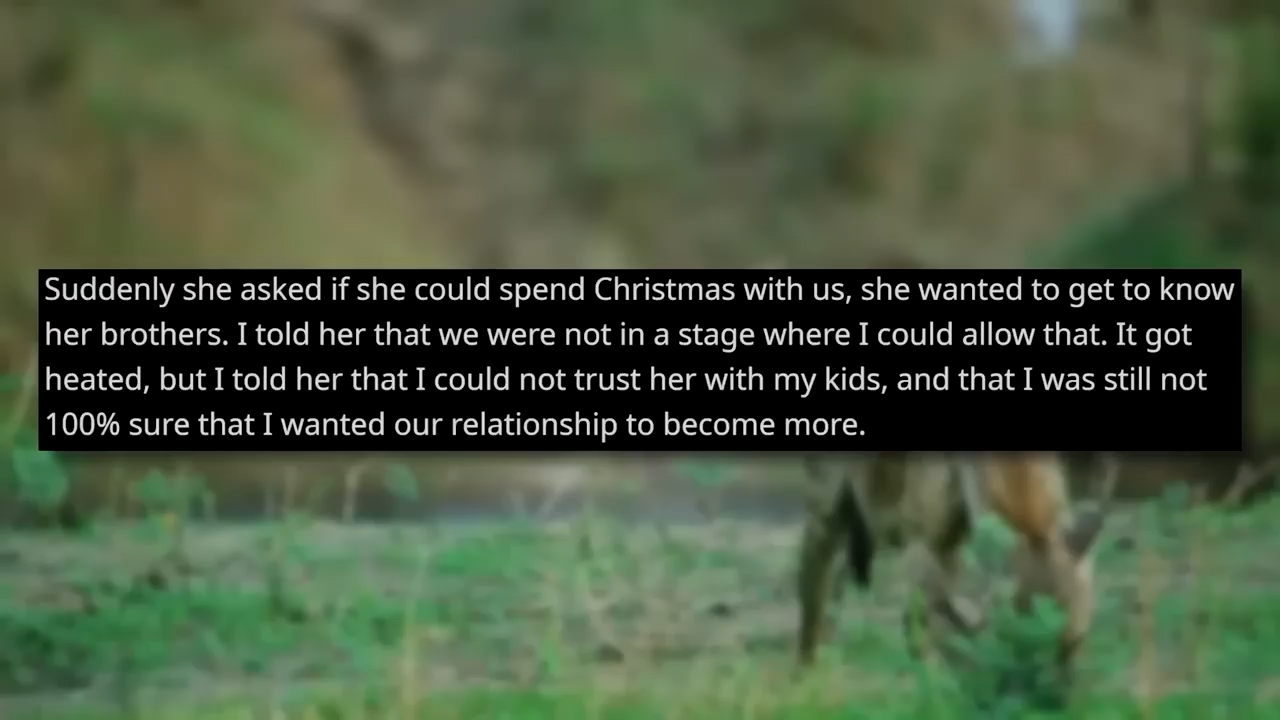 Suddenly she asked if she could spend Christmas with us, she wanted to get to know
her brothers. I told her that we were not in a stage where I could allow that. It got
heated, but I told her that I could not trust her with my kids, and that I was still not
100% sure that I wanted our relationship to become more.